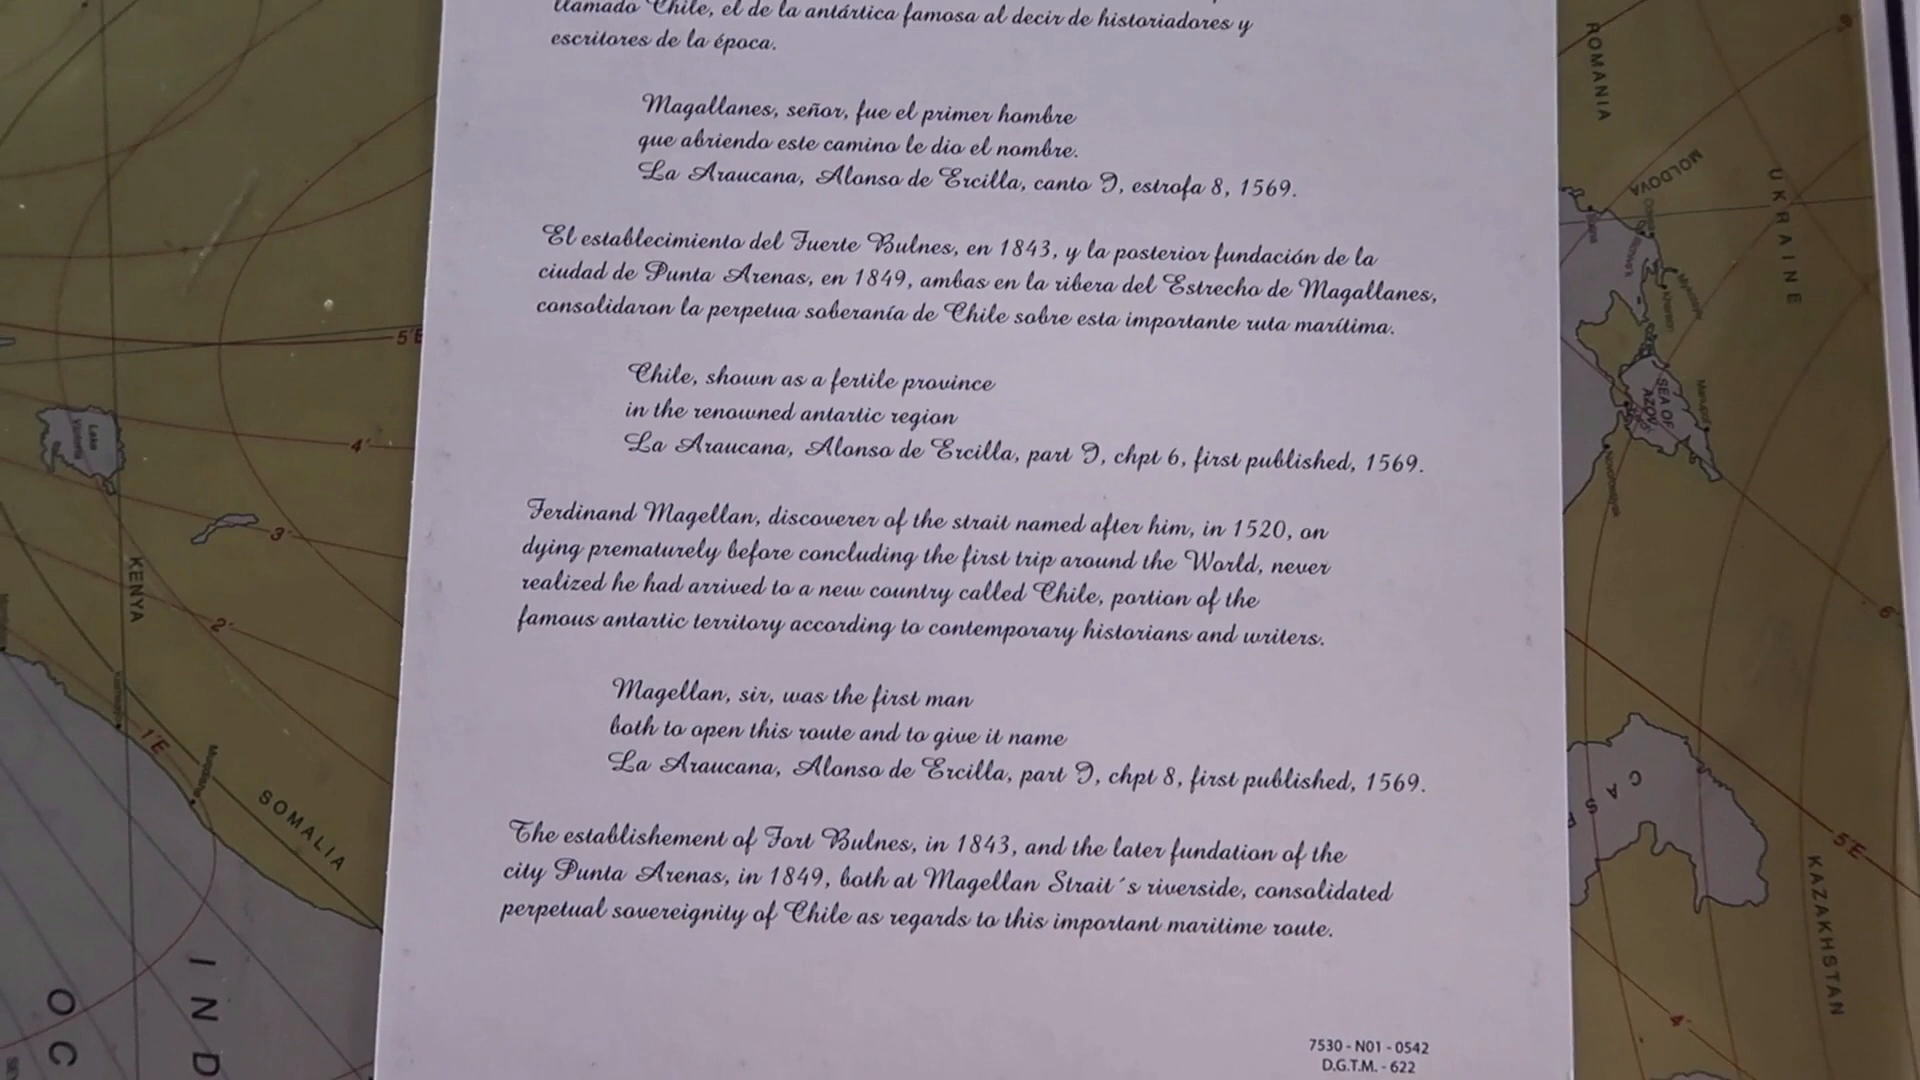 llamado Chile, el de la antártica famosa al decir de historiadores y
escritores de la época.
Magallanes, señor, fue el primer hombre
que abriendo este camino le dio el nombre.
La Araucana, Alonso de Ercilla, canto I, estrofa 8, 1569.
El establecimiento del Fuerte Bulnes, en 1843, y la posterior fundación de la
ciudad de Punta Arenas, en 1849, ambas en la ribera del Estrecho de Magallanes,
consolidaron la perpetua soberanía de Chile sobre esta importante ruta marítima.
Chile, shown as a fertile province
in the renowned antartic region
La Araucana, Alonso de Ercilla, part I, chpt 6, first published, 1569.
Ferdinand Magellan, discoverer of the strait named after him, in 1520, on
dying prematurely before concluding the first trip around the World, never
realized he had arrived to a new country called Chile, portion of the
famous antartic territory according to contemporary historians and writers.
Magellan, sir, was the first man
both to open this route and to give it name
La Araucana, Alonso de Ercilla, part I, chpt 8, first published, 1569.
The establishement of Fort Bulnes, in 1843, and the later fundation of the
city Punta Arenas, in 1849, both at Magellan Strait´s riverside, consolidated
perpetual sovereignity of Chile as regards to this important maritime route.
7530 - N01 - 0542
D.G.T.M. - 622
5'E
4'
3'
2'
1'E
Lake
Victoria
KENYA
SOMALIA
IND
OC
ROMANIA
MOLDOVA
UKRAINE
SEA OF
AZOV
6'
CAS
5'E
KAZAKHSTAN
4'